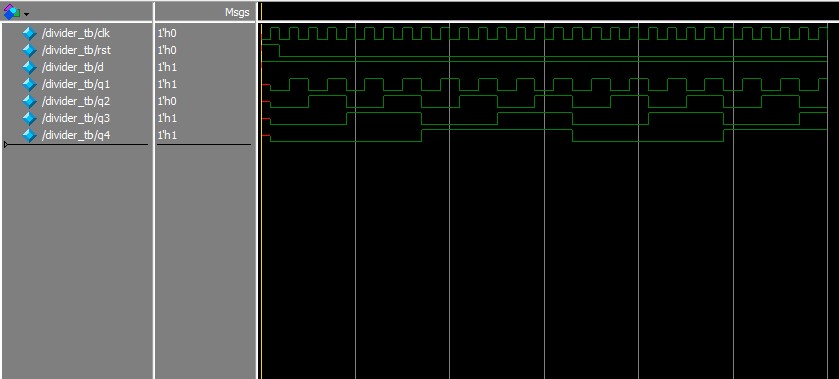 Msgs
/divider_tb/clk 1'h0
/divider_tb/rst 1'h0
/divider_tb/d 1'h1
/divider_tb/q1 1'h1
/divider_tb/q2 1'h0
/divider_tb/q3 1'h1
/divider_tb/q4 1'h1